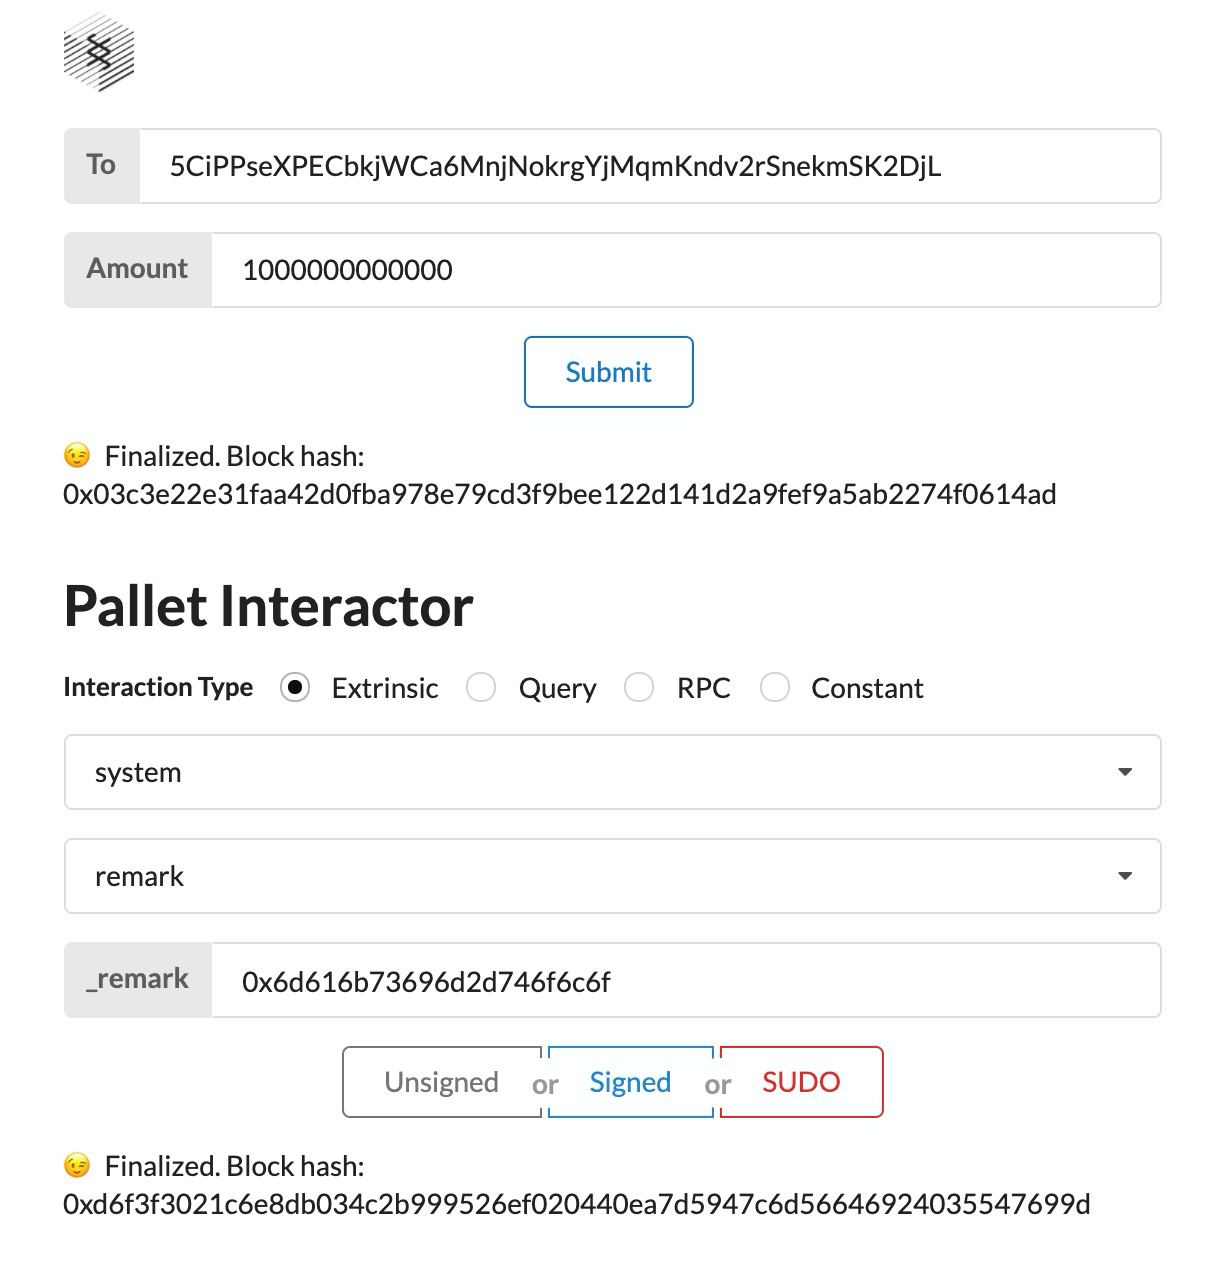 To 5CiPPseXPECbkjWCa6MnjNokrgYjMqmKndv2rSnekmSK2DjL
Amount 1000000000000
Submit
😉 Finalized. Block hash:
0x03c3e22e31faa42d0fba978e79cd3f9bee122d141d2a9fef9a5ab2274f0614ad
Pallet Interactor
Interaction Type Extrinsic Query RPC Constant
system
remark
_remark 0x6d616b73696d2d746f6c6f
Unsigned or Signed or SUDO
😉 Finalized. Block hash:
0xd6f3f3021c6e8db034c2b999526ef020440ea7d5947c6d56646924035547699d